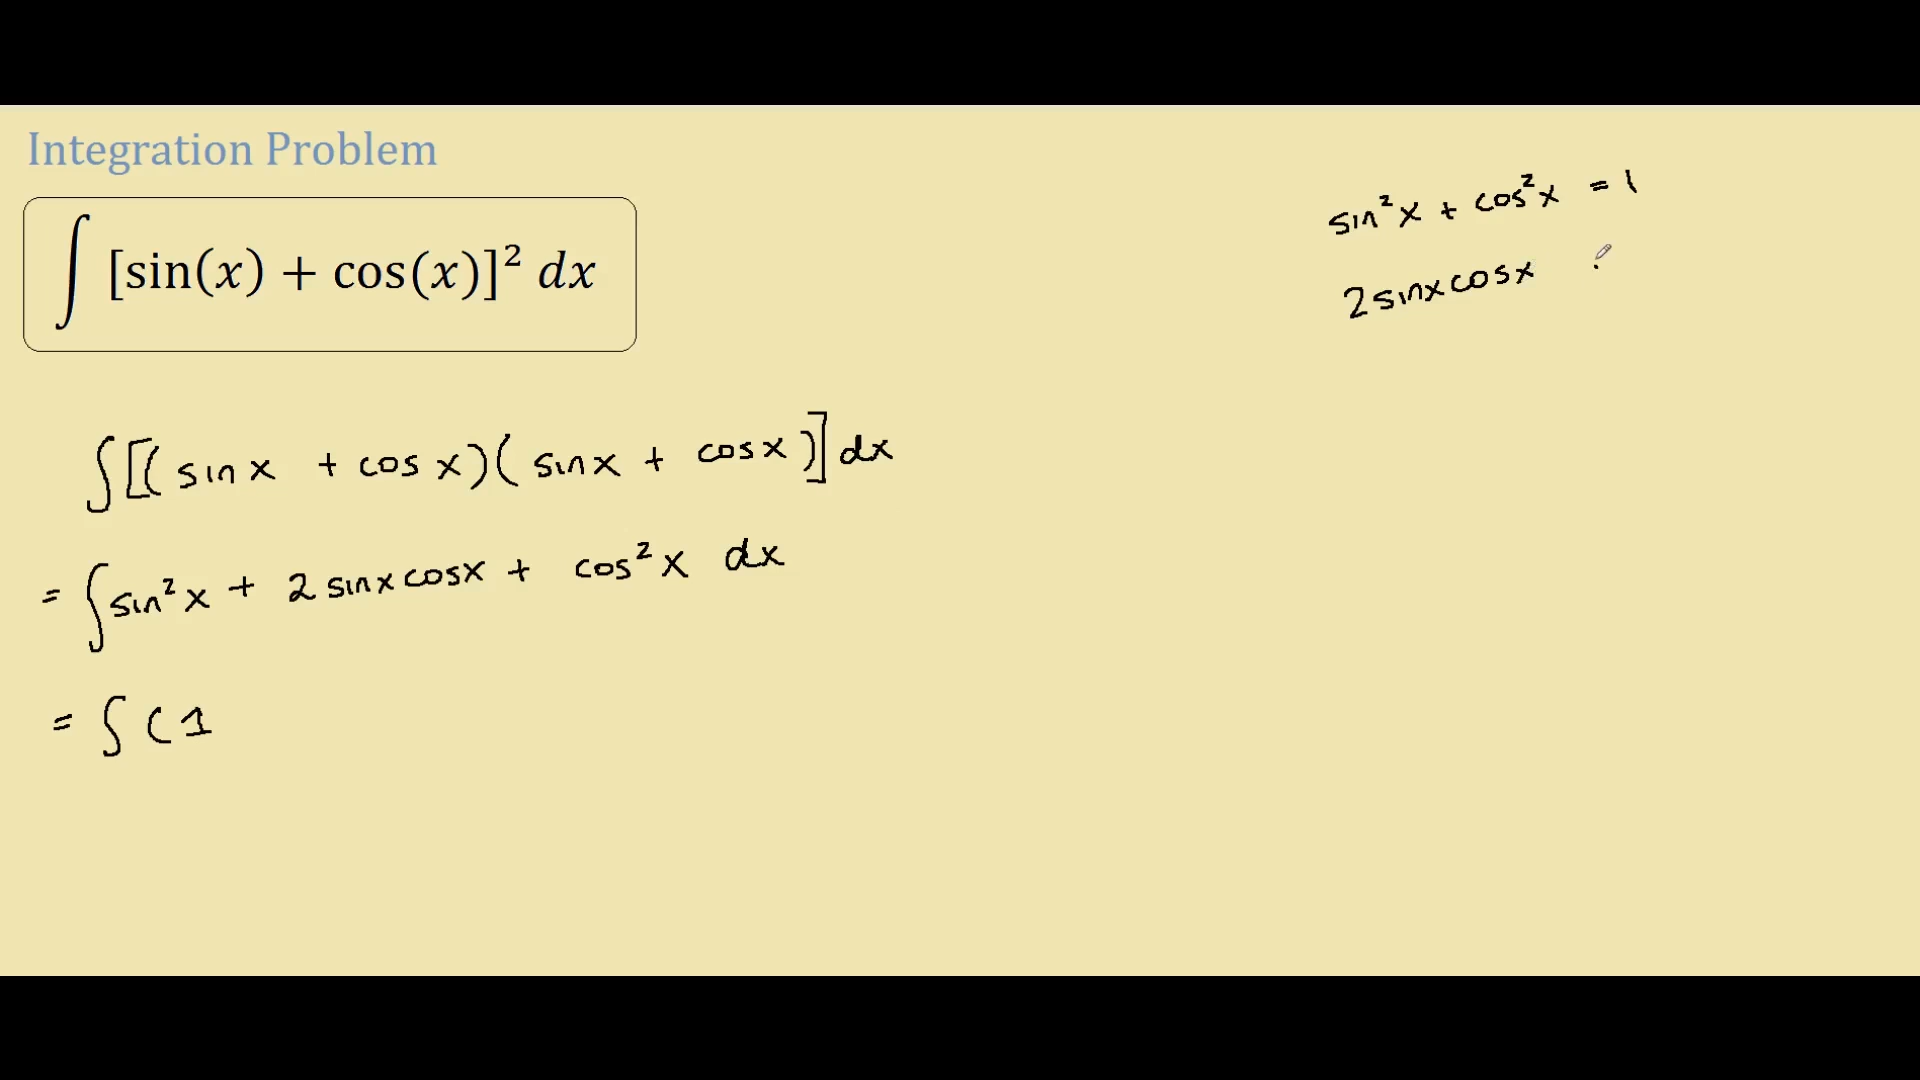 Integration Problem
∫ [sin(x) + cos(x)]² dx
sin²x + cos²x = 1
2sinxcosx
∫[(sinx + cosx)(sinx + cosx)]dx
= ∫sin²x + 2sinxcosx + cos²x dx
= ∫(1